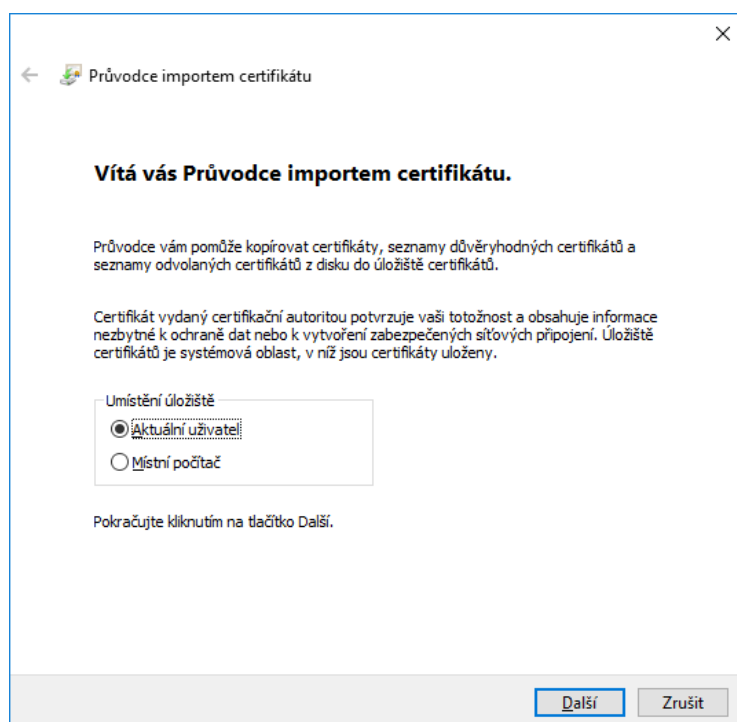 Průvodce importem certifikátu
Vítá vás Průvodce importem certifikátu.
Průvodce vám pomůže kopírovat certifikáty, seznamy důvěryhodných certifikátů a
seznamy odvolaných certifikátů z disku do úložiště certifikátů.
Certifikát vydaný certifikační autoritou potvrzuje vaši totožnost a obsahuje informace
nezbytné k ochraně dat nebo k vytvoření zabezpečených síťových připojení. Úložiště
certifikátů je systémová oblast, v níž jsou certifikáty uloženy.
Umístění úložiště
Aktuální uživatel
Místní počítač
Pokračujte kliknutím na tlačítko Další.
Další Zrušit